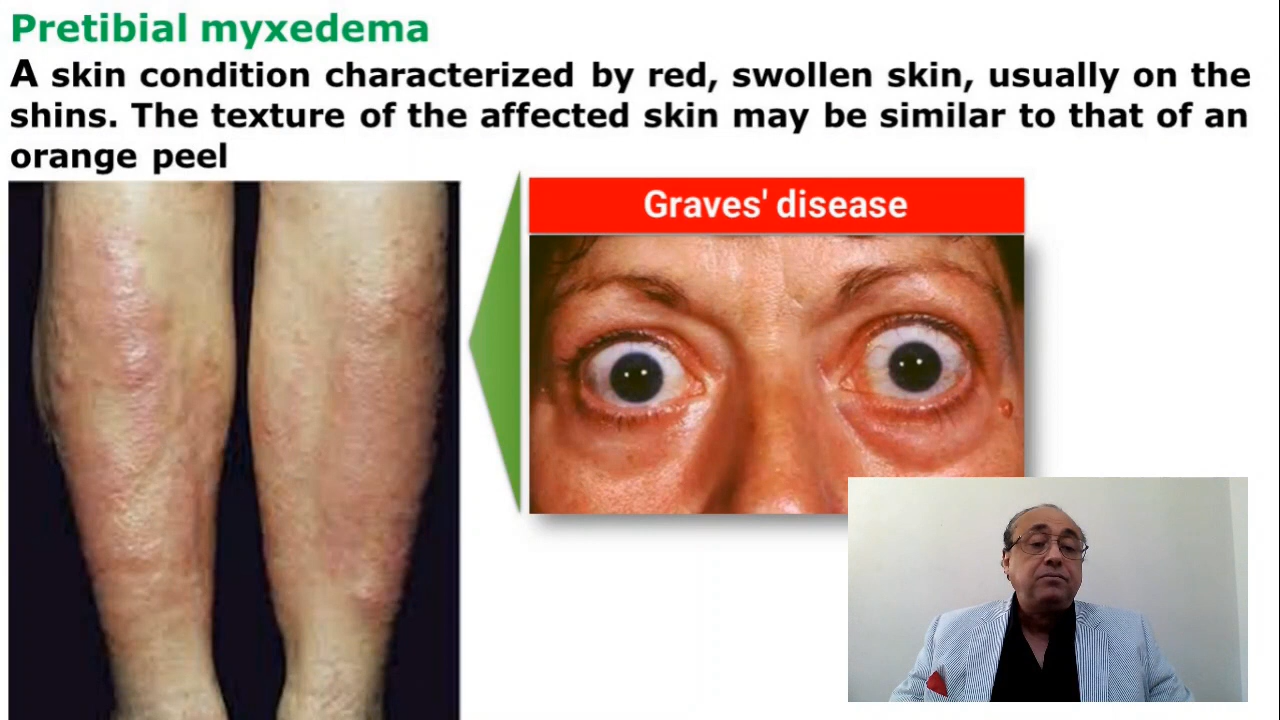 Pretibial myxedema
A skin condition characterized by red, swollen skin, usually on the
shins. The texture of the affected skin may be similar to that of an
orange peel
Graves' disease